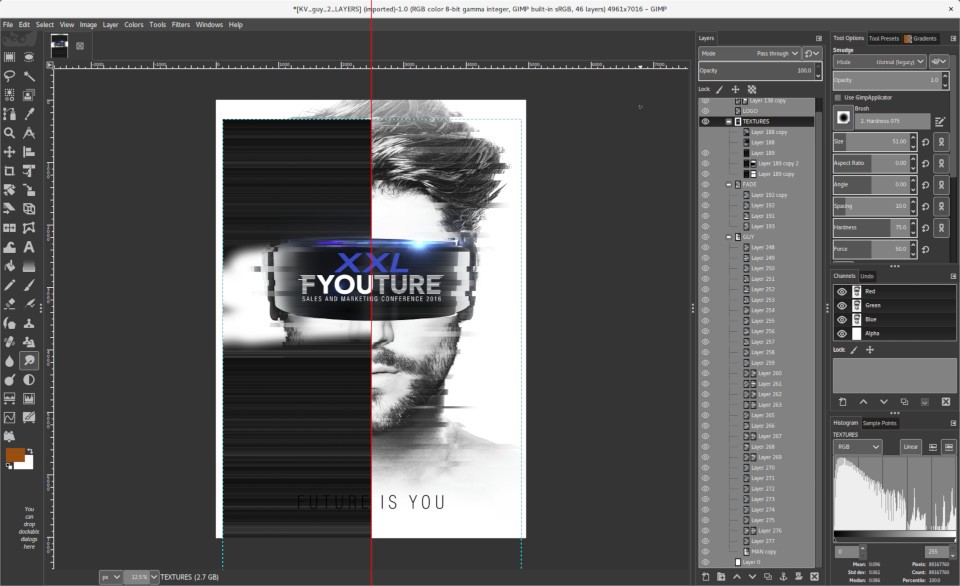 *[KV_guy_2_LAYERS] (imported)-1.0 (RGB color 8-bit gamma integer, GIMP built-in sRGB, 46 layers) 4961x7016 – GIMP
File Edit Select View Image Layer Colors Tools Filters Windows Help
XXL
FYOUTURE
SALES AND MARKETING CONFERENCE 2016
FUTURE IS YOU
You
can
drop
dockable
dialogs
here
px
12.5%
TEXTURES (2.7 GB)
Layers
Mode
Pass through
Opacity
100.0
Lock:
Layer 138 copy
LOGO
TEXTURES
Layer 188 copy
Layer 188
Layer 189
Layer 189 copy 2
Layer 189 copy
FADE
Layer 192 copy
Layer 192
Layer 191
Layer 193
GUY
Layer 248
Layer 249
Layer 250
Layer 251
Layer 252
Layer 253
Layer 254
Layer 255
Layer 256
Layer 257
Layer 258
Layer 259
Layer 260
Layer 261
Layer 262
Layer 263
Layer 265
Layer 266
Layer 267
Layer 268
Layer 269
Layer 270
Layer 271
Layer 272
Layer 273
Layer 274
Layer 275
Layer 276
Layer 277
MAN copy
Layer 0
Tool Options
Tool Presets
Gradients
Smudge
Mode
Normal (legacy)
Opacity
1.0
Use GimpApplicator
Brush
2. Hardness 075
Size
51.00
Aspect Ratio
0.00
Angle
0.00
Spacing
10.0
Hardness
75.0
Force
50.0
Channels
Undo
Red
Green
Blue
Alpha
Lock:
Histogram
Sample Points
TEXTURES
RGB
Linear
0
255
Mean:
0.096
Pixels:
88167760
Std dev:
0.061
Count:
88167760
Median:
0.086
Percentile:
100.0